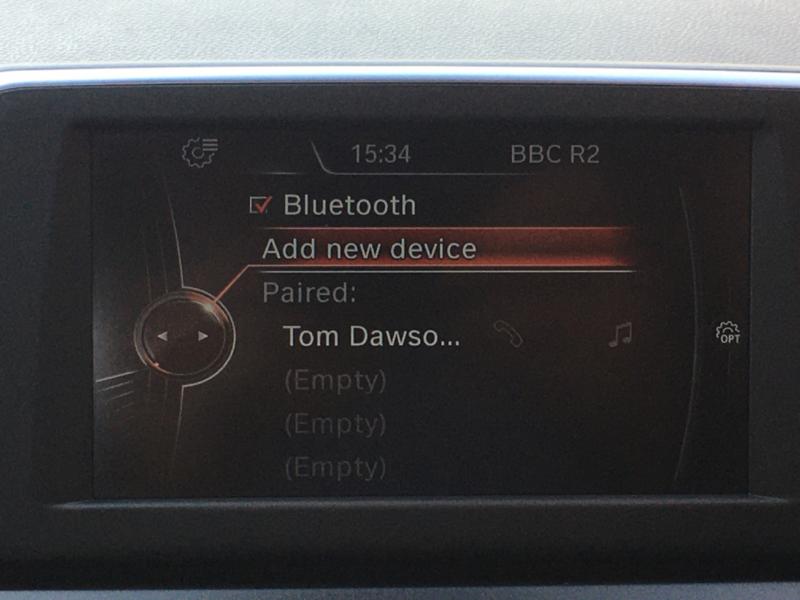 15:34 BBC R2
Bluetooth
Add new device
Paired:
Tom Dawso...
(Empty)
OPT
(Empty)
(Empty)